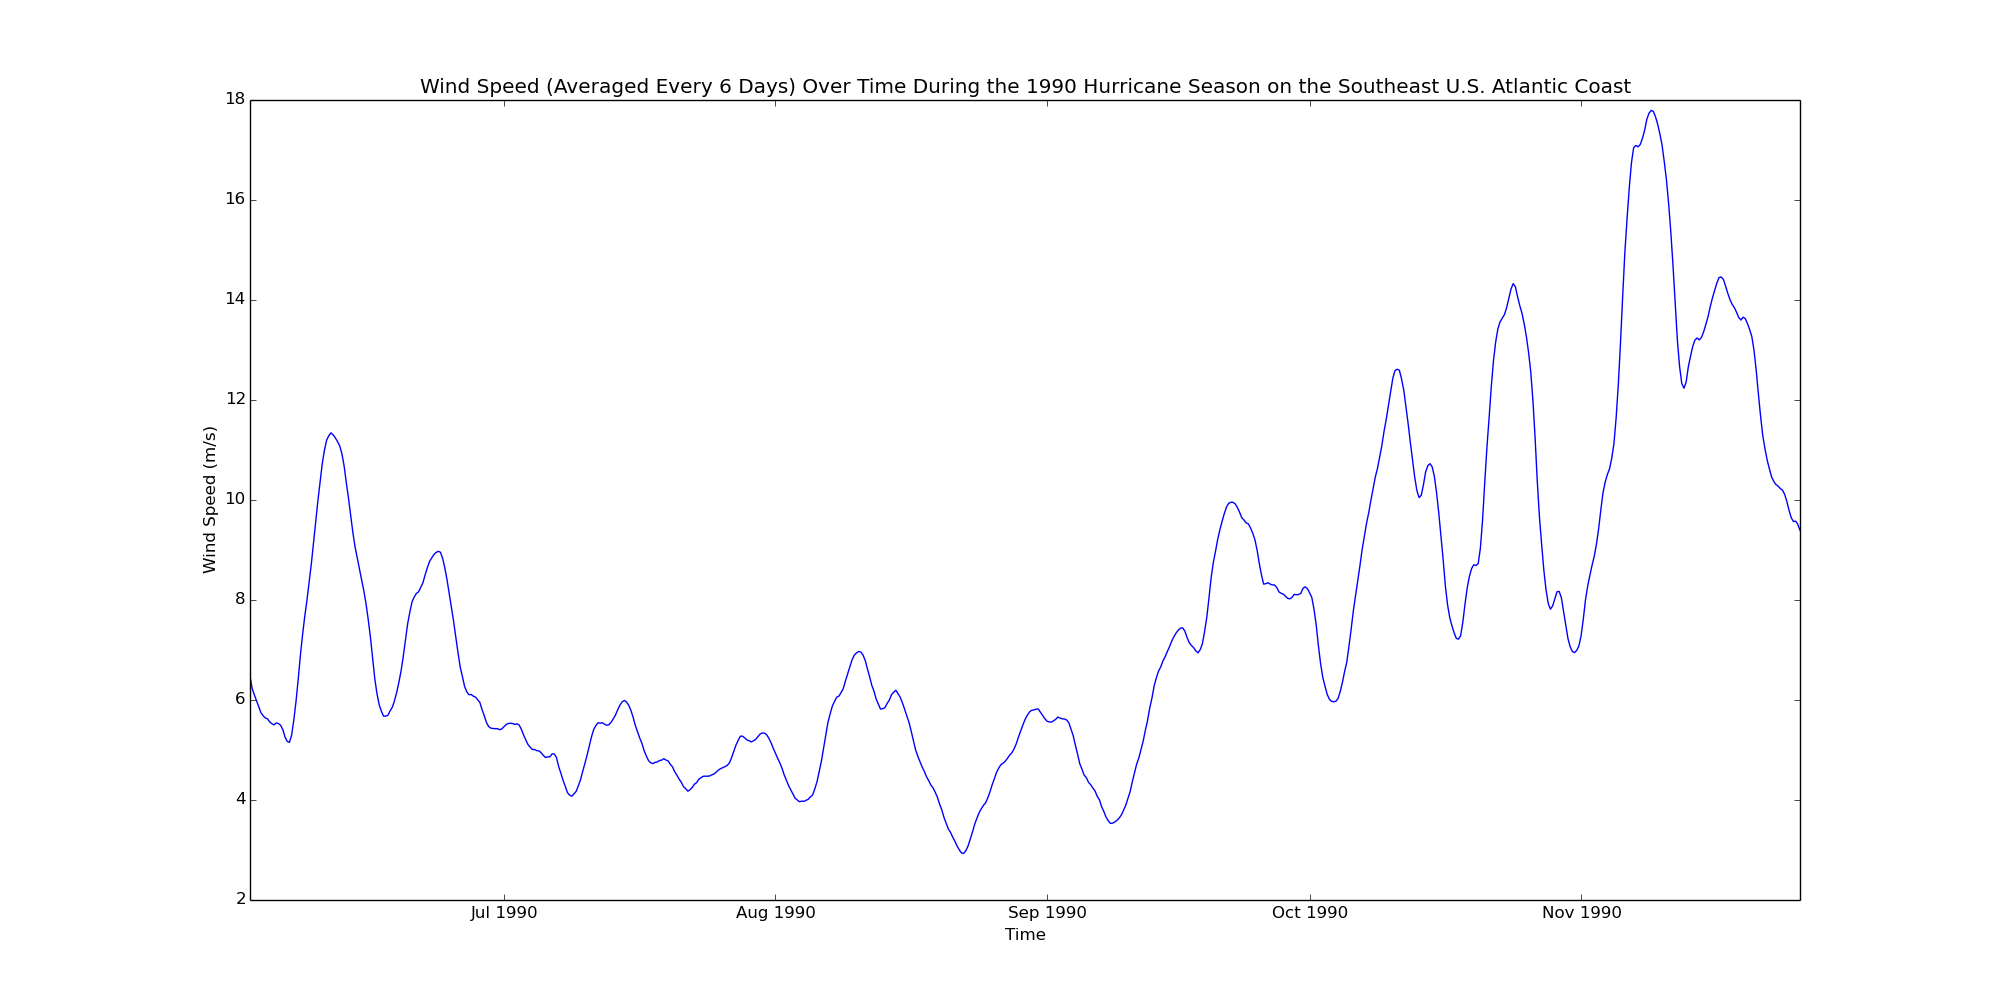 Wind Speed (Averaged Every 6 Days) Over Time During the 1990 Hurricane Season on the Southeast U.S. Atlantic Coast
18
16
14
12
10
8
6
4
2
Wind Speed (m/s)
Jul 1990 Aug 1990 Sep 1990 Oct 1990 Nov 1990
Time